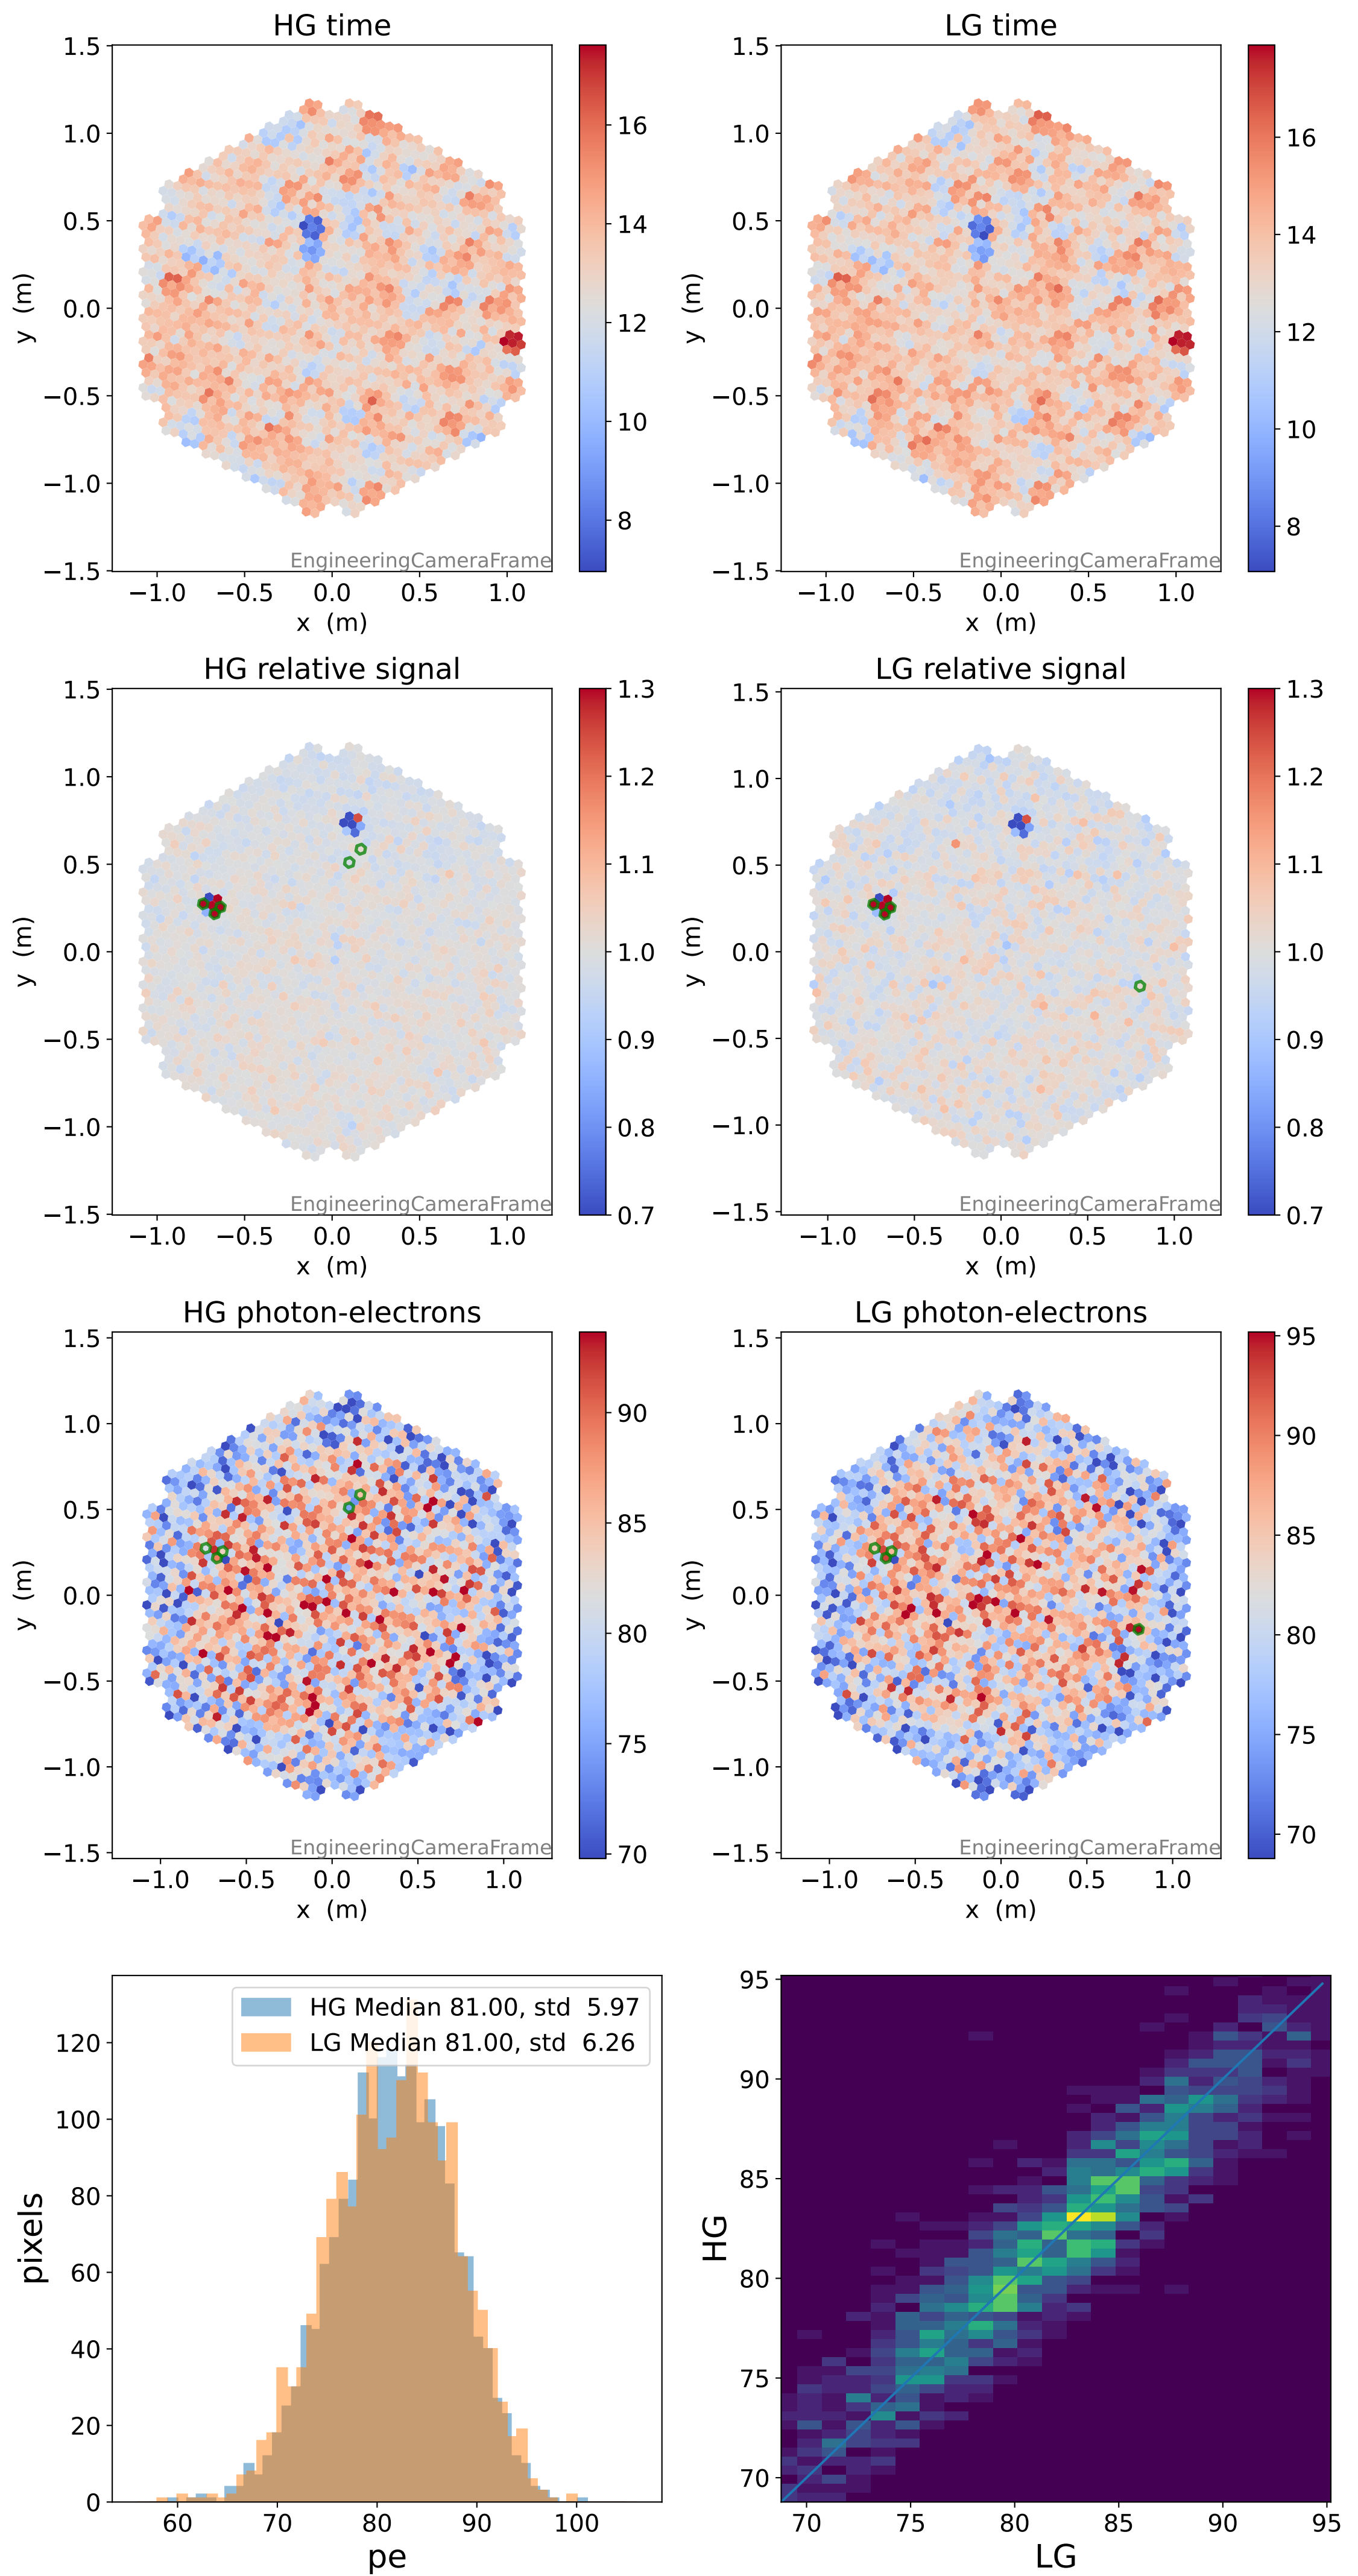 HG time
LG time
1.5
1.0
0.5
0.0
−0.5
−1.0
−1.5
y (m)
16
14
12
10
8
EngineeringCameraFrame
−1.0 −0.5 0.0 0.5 1.0
x (m)
1.5
1.0
0.5
0.0
−0.5
−1.0
−1.5
y (m)
16
14
12
10
8
EngineeringCameraFrame
−1.0 −0.5 0.0 0.5 1.0
x (m)
HG relative signal
LG relative signal
1.5
1.0
0.5
0.0
−0.5
−1.0
−1.5
y (m)
1.3
1.2
1.1
1.0
0.9
0.8
0.7
EngineeringCameraFrame
−1.0 −0.5 0.0 0.5 1.0
x (m)
1.5
1.0
0.5
0.0
−0.5
−1.0
−1.5
y (m)
1.3
1.2
1.1
1.0
0.9
0.8
0.7
EngineeringCameraFrame
−1.0 −0.5 0.0 0.5 1.0
x (m)
HG photon-electrons
LG photon-electrons
1.5
1.0
0.5
0.0
−0.5
−1.0
−1.5
y (m)
90
85
80
75
70
EngineeringCameraFrame
−1.0 −0.5 0.0 0.5 1.0
x (m)
1.5
1.0
0.5
0.0
−0.5
−1.0
−1.5
y (m)
95
90
85
80
75
70
EngineeringCameraFrame
−1.0 −0.5 0.0 0.5 1.0
x (m)
HG Median 81.00, std 5.97
LG Median 81.00, std 6.26
120
100
80
60
40
20
0
pixels
60 70 80 90 100
pe
95
90
85
80
75
70
HG
70 75 80 85 90 95
LG